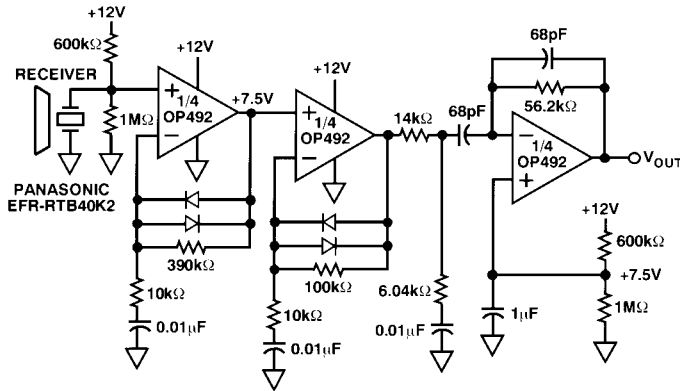 +12V
600kΩ
RECEIVER
1MΩ
PANASONIC
EFR-RTB40K2
+12V
+
1/4
OP492
−
+7.5V
390kΩ
10kΩ
0.01μF
+12V
+
1/4
OP492
−
100kΩ
10kΩ
0.01μF
14kΩ
68pF
6.04kΩ
0.01μF
68pF
56.2kΩ
−
1/4
OP492
+
VOUT
+12V
600kΩ
+7.5V
1μF
1MΩ